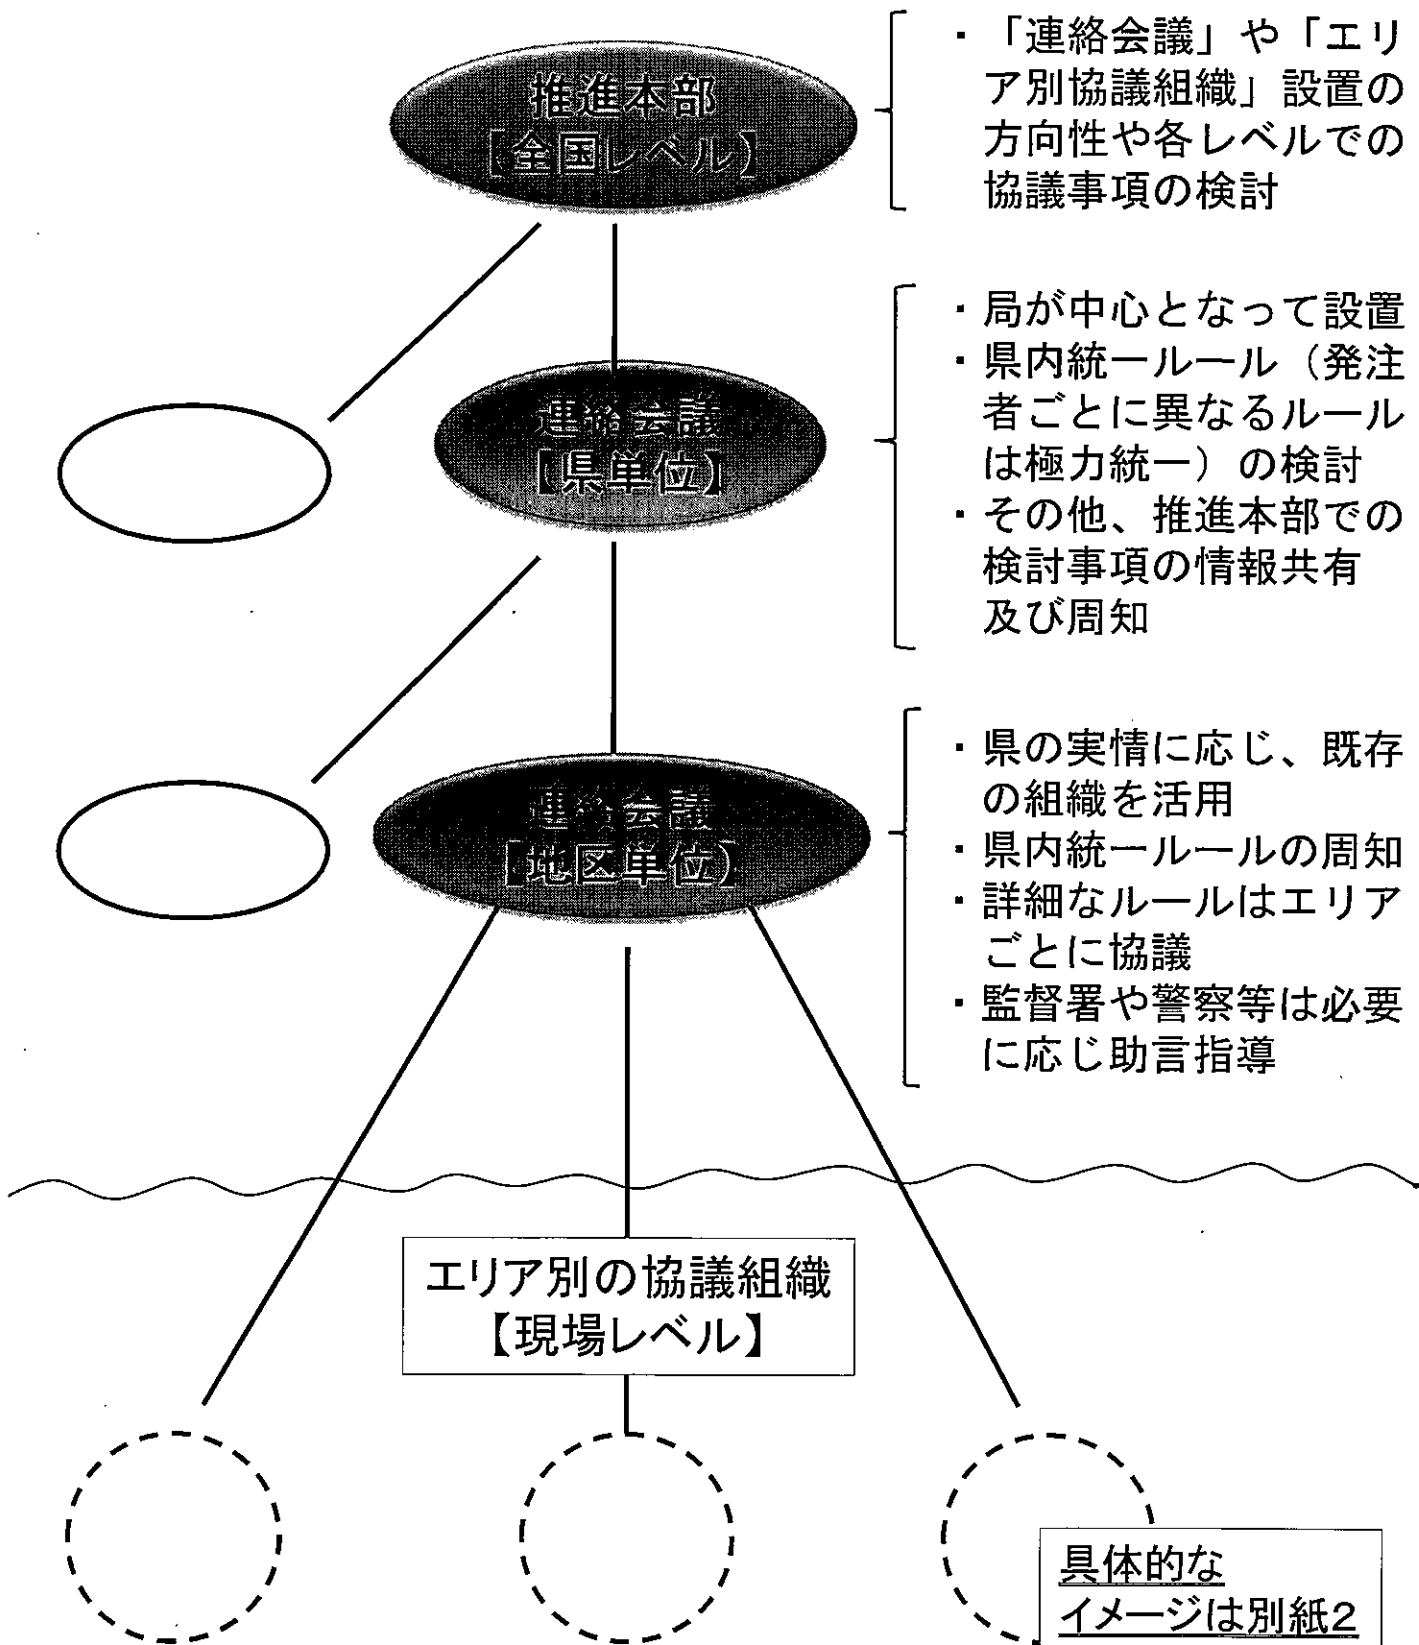 推進本部
【全国レベル】
・「連絡会議」や「エリ
ア別協議組織」設置の
方向性や各レベルでの
協議事項の検討
連絡会議
【県単位】
・局が中心となって設置
・県内統一ルール（発注
者ごとに異なるルール
は極力統一）の検討
・その他、推進本部での
検討事項の情報共有
及び周知
連絡会議
【地区単位】
・県の実情に応じ、既存
の組織を活用
・県内統一ルールの周知
・詳細なルールはエリア
ごとに協議
・監督署や警察等は必要
に応じ助言指導
エリア別の協議組織
【現場レベル】
具体的な
イメージは別紙2